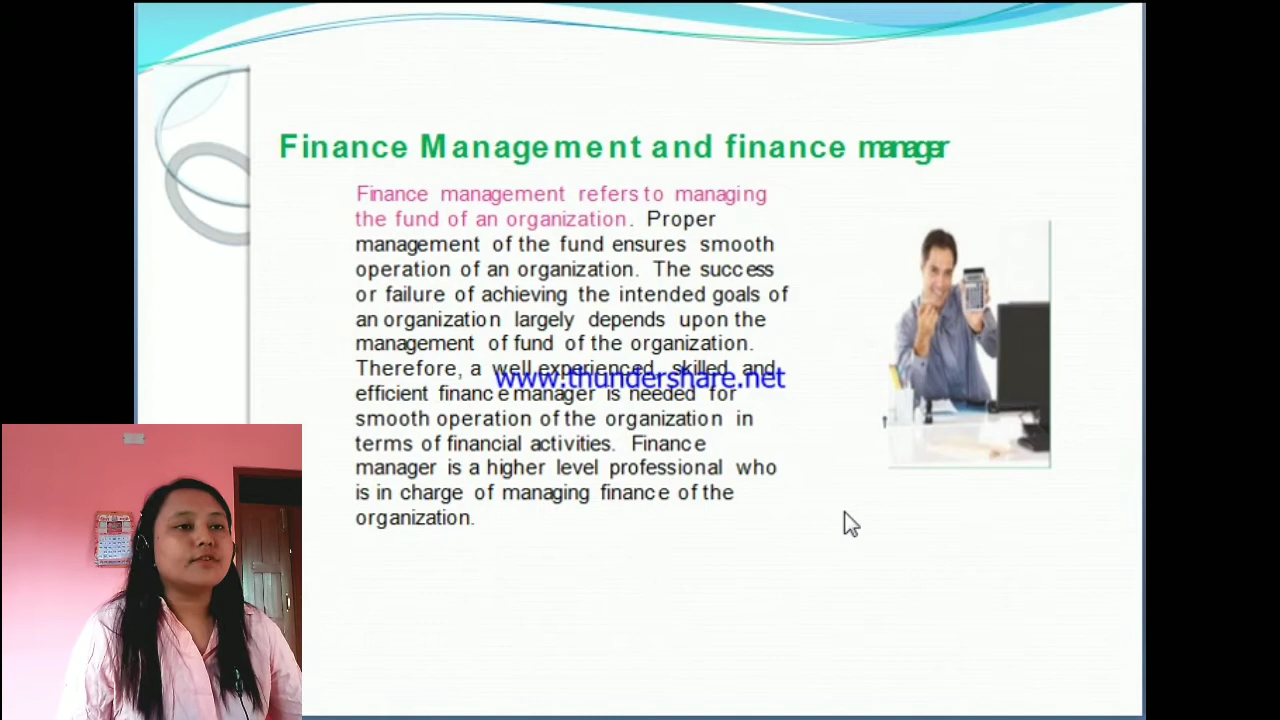 Finance Management and finance manager
Finance management refers to managing
the fund of an organization. Proper
management of the fund ensures smooth
operation of an organization. The success
or failure of achieving the intended goals of
an organization largely depends upon the
management of fund of the organization.
Therefore, a well experienced, skilled and
www.thundershare.net
efficient finance manager is needed for
smooth operation of the organization in
terms of financial activities. Finance
manager is a higher level professional who
is in charge of managing finance of the
organization.